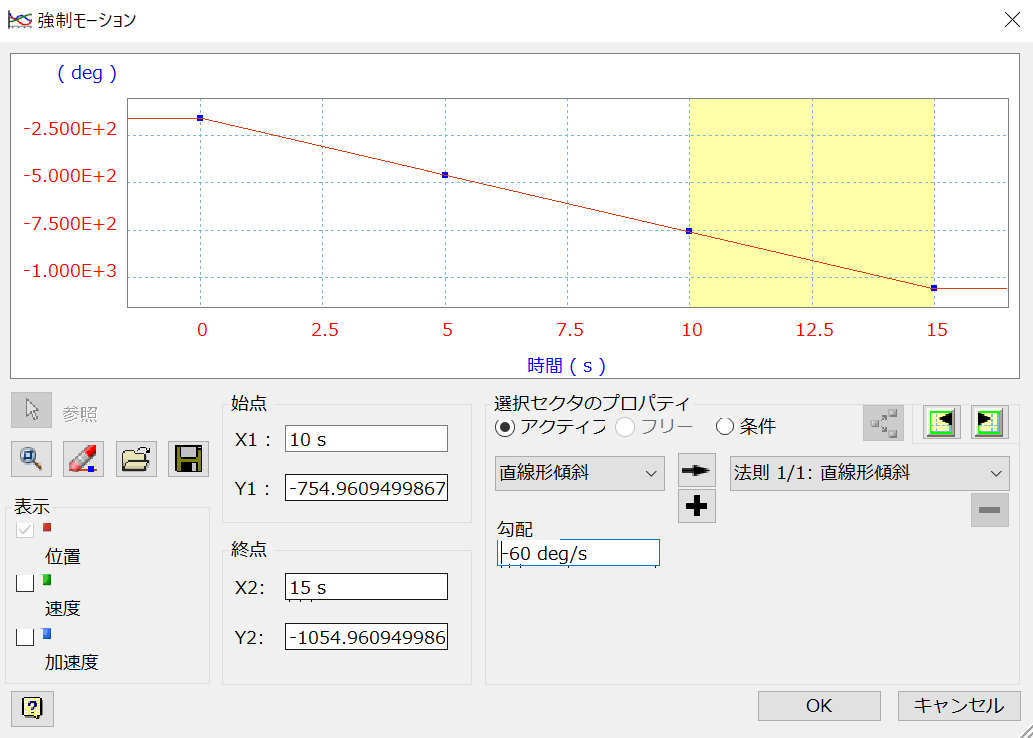 強制モーション
( deg )
-2.500E+2
-5.000E+2
-7.500E+2
-1.000E+3
0 2.5 5 7.5 10 12.5 15
時間 ( s )
参照
表示
位置
速度
加速度
始点
X1 : 10 s
Y1 : -754.9609499867
終点
X2: 15 s
Y2: -1054.960949986
選択セクタのプロパティ
アクティブ フリー 条件
直線形傾斜
法則 1/1: 直線形傾斜
勾配
-60 deg/s
OK キャンセル